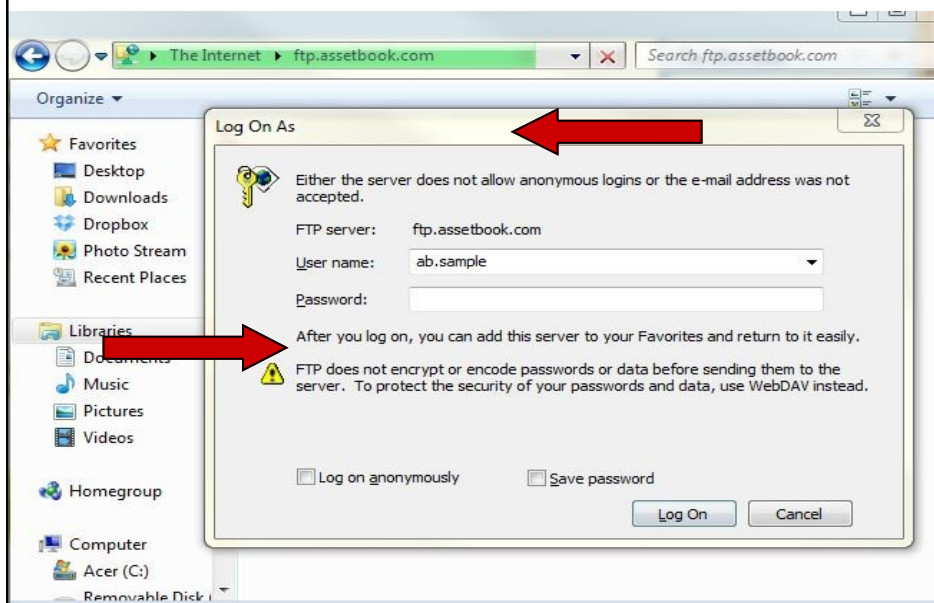 The Internet ftp.assetbook.com Search ftp.assetbook.com
Organize
Log On As
Favorites
Desktop
Downloads
Dropbox
Photo Stream
Recent Places
Libraries
Documents
Music
Pictures
Videos
Homegroup
Computer
Acer (C:)
Removable Disk (
Either the server does not allow anonymous logins or the e-mail address was not
accepted.
FTP server: ftp.assetbook.com
User name: ab.sample
Password:
After you log on, you can add this server to your Favorites and return to it easily.
FTP does not encrypt or encode passwords or data before sending them to the
server. To protect the security of your passwords and data, use WebDAV instead.
Log on anonymously Save password
Log On Cancel